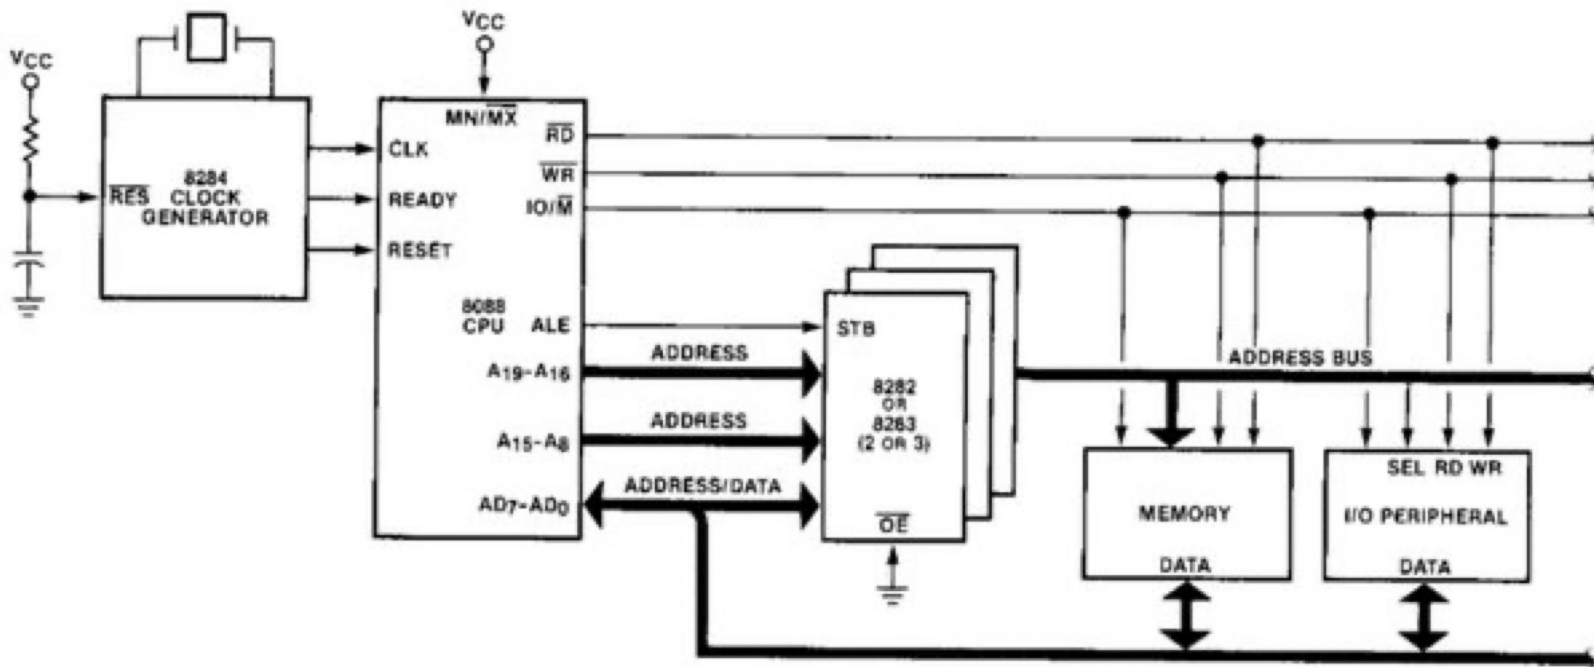 VCC
VCC
RES
8284
CLOCK
GENERATOR
MN/MX
CLK
READY
RESET
RD
WR
IO/M
8088
CPU
ALE
A19-A16
A15-A8
AD7-AD0
ADDRESS
ADDRESS
ADDRESS/DATA
STB
8282
OR
8263
(2 OR 3)
OE
ADDRESS BUS
MEMORY
DATA
SEL RD WR
I/O PERIPHERAL
DATA